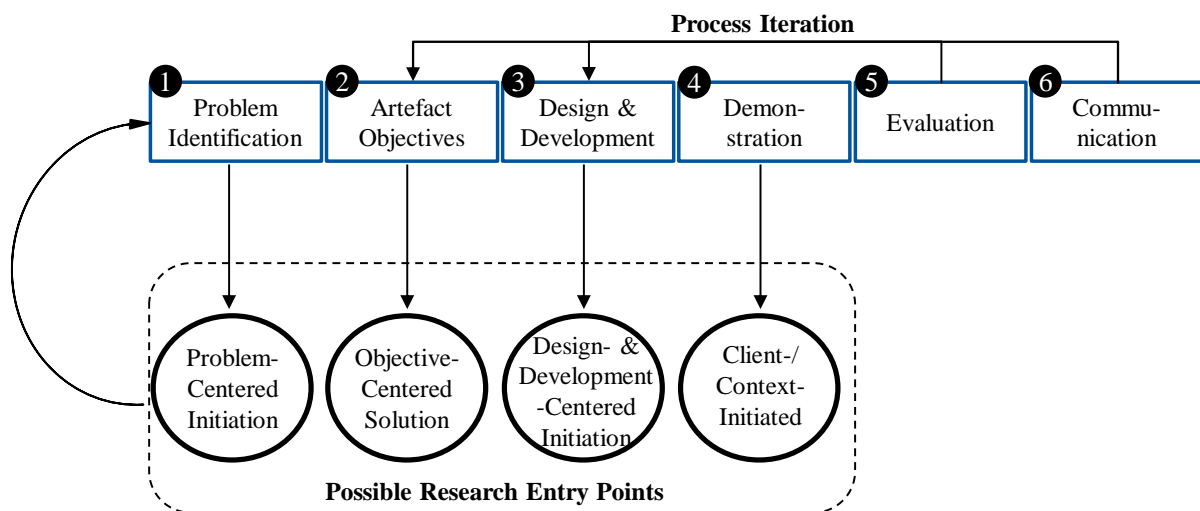 Process Iteration
1
Problem
Identification
2
Artefact
Objectives
3
Design &
Development
4
Demon-
stration
5
Evaluation
6
Commu-
nication
Problem-
Centered
Initiation
Objective-
Centered
Solution
Design- &
Development
-Centered
Initiation
Client-/
Context-
Initiated
Possible Research Entry Points